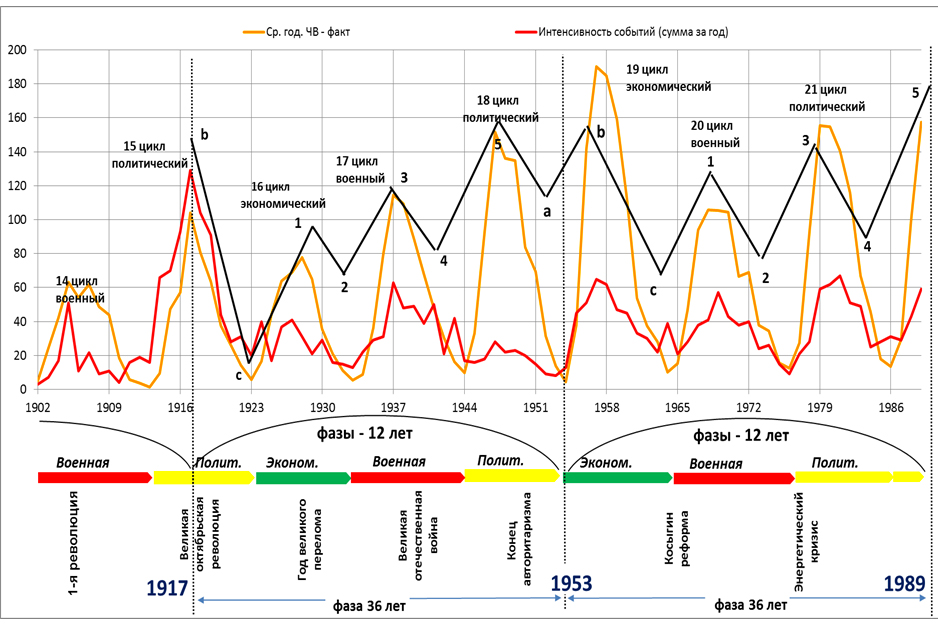 Ср. год. ЧВ - факт
Интенсивность событий (сумма за год)
200
180
160
140
120
100
80
60
40
20
0
14 цикл
военный
15 цикл
политический
16 цикл
экономический
17 цикл
военный
18 цикл
политический
19 цикл
экономический
20 цикл
военный
21 цикл
политический
b
c
1
2
3
4
5
a
b
c
1
2
3
4
5
1902
1909
1916
1923
1930
1937
1944
1951
1958
1965
1972
1979
1986
фазы - 12 лет
фазы - 12 лет
Военная
Полит.
Эконом.
Военная
Полит.
Эконом.
Военная
Полит.
1-я революция
Великая
октябрьская
революция
Год великого
перелома
Великая
отечественная
война
Конец
авторитаризма
Косыгин
реформа
Энергетический
кризис
1917
1953
1989
фаза 36 лет
фаза 36 лет